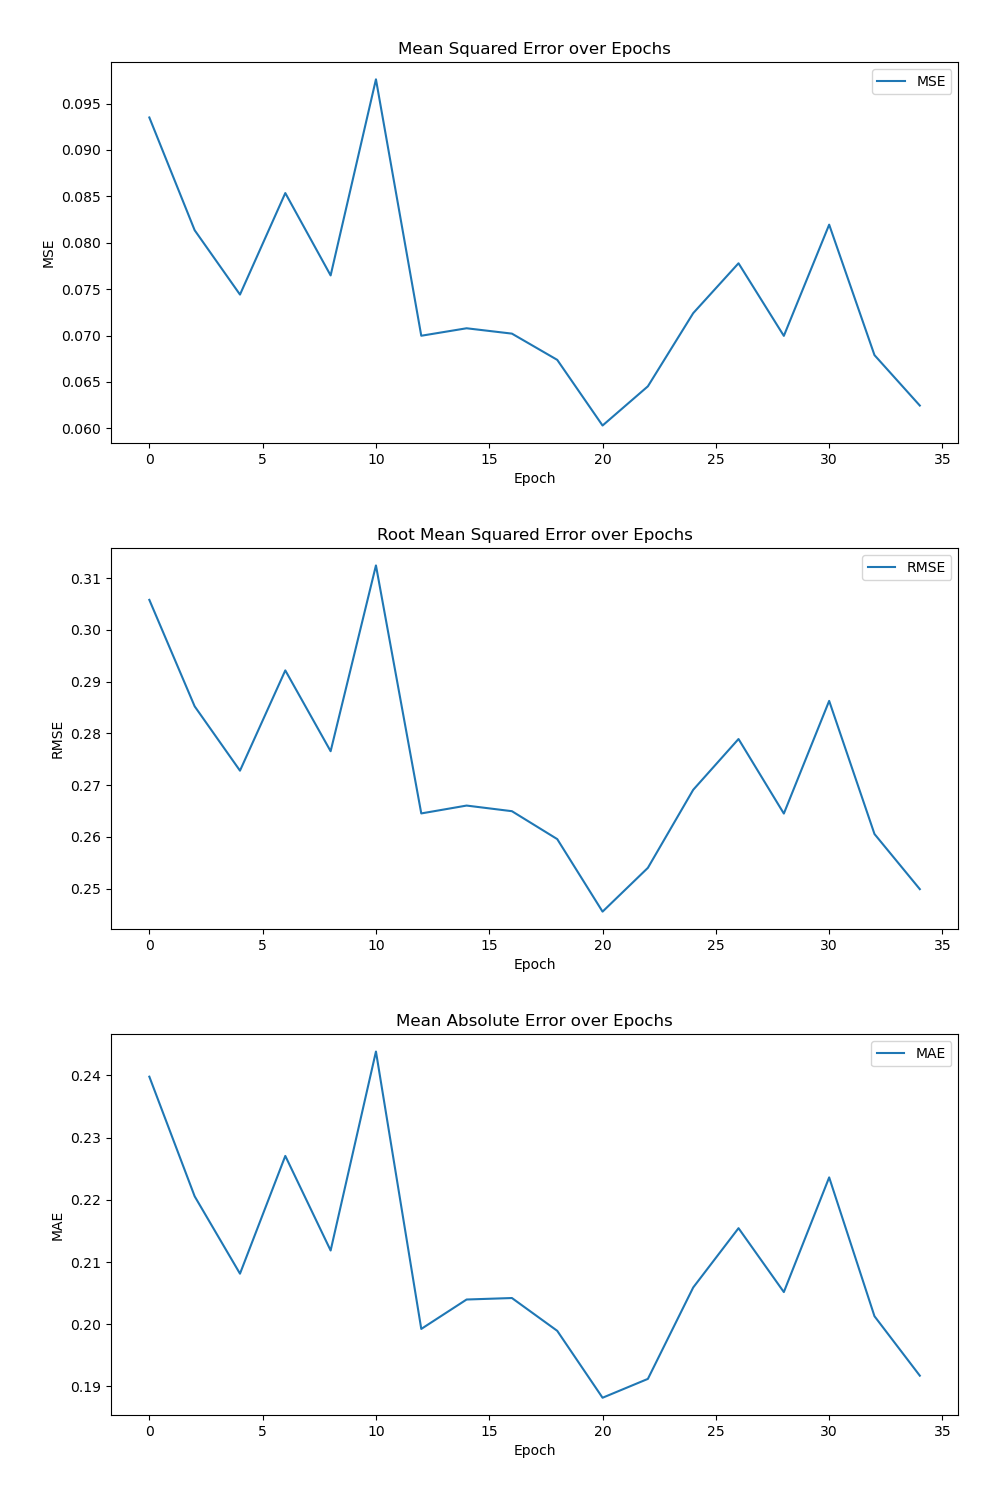 Mean Squared Error over Epochs
MSE
0.095
0.090
0.085
0.080
0.075
0.070
0.065
0.060
MSE
0 5 10 15 20 25 30 35
Epoch
Root Mean Squared Error over Epochs
RMSE
0.31
0.30
0.29
0.28
0.27
0.26
0.25
RMSE
0 5 10 15 20 25 30 35
Epoch
Mean Absolute Error over Epochs
MAE
0.24
0.23
0.22
0.21
0.20
0.19
MAE
0 5 10 15 20 25 30 35
Epoch